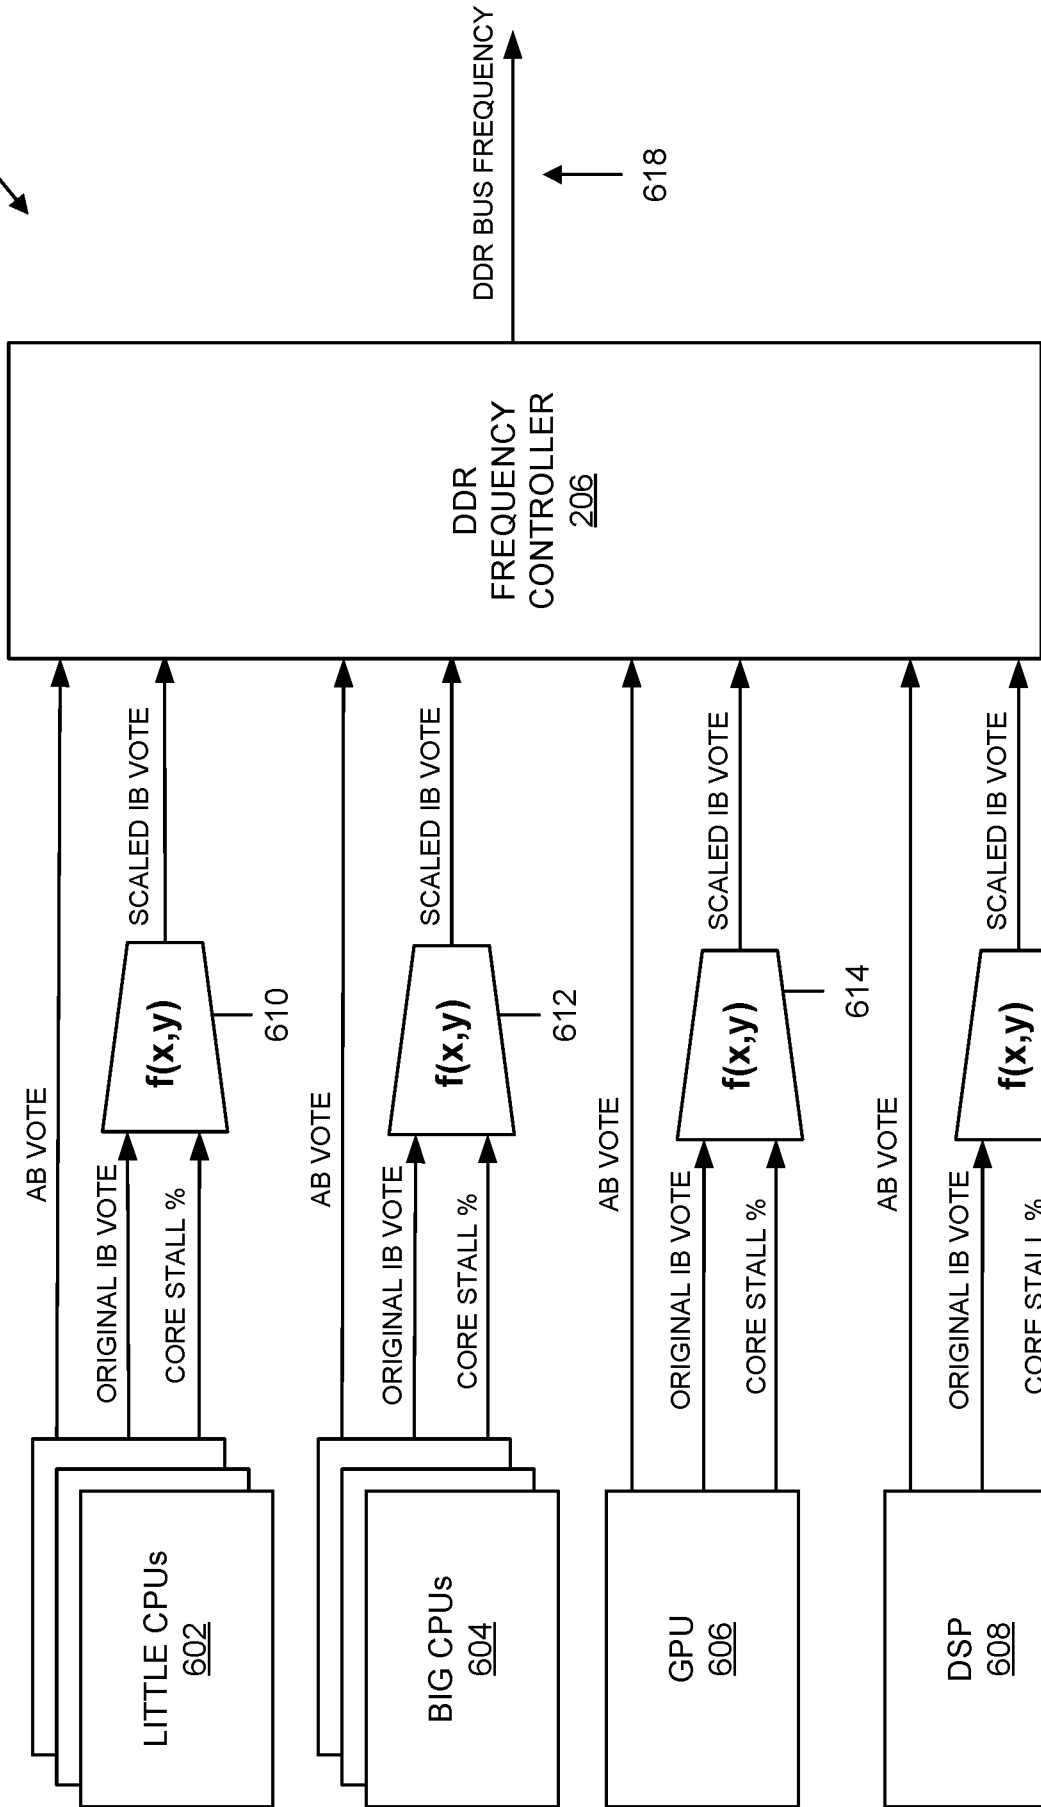 LITTLE CPUs
602
AB VOTE
ORIGINAL IB VOTE
CORE STALL %
f(x,y)
610
SCALED IB VOTE
BIG CPUs
604
AB VOTE
ORIGINAL IB VOTE
CORE STALL %
f(x,y)
612
SCALED IB VOTE
GPU
606
AB VOTE
ORIGINAL IB VOTE
CORE STALL %
f(x,y)
614
SCALED IB VOTE
DSP
608
AB VOTE
ORIGINAL IB VOTE
CORE STALL %
f(x,y)
SCALED IB VOTE
DDR
FREQUENCY
CONTROLLER
206
DDR BUS FREQUENCY
618